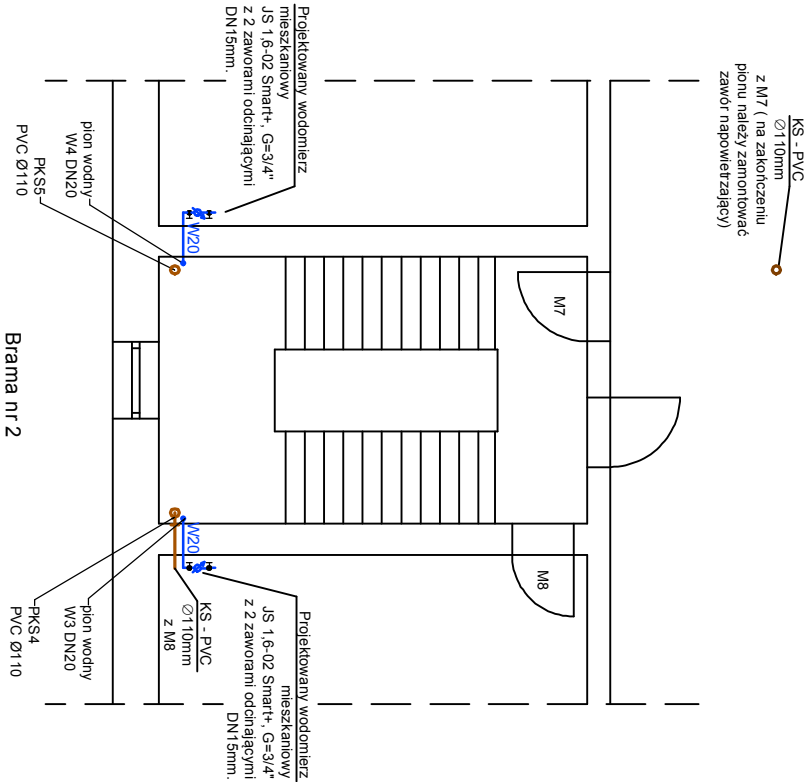 KS - PVC
∅110mm
z M7 ( na zakończeniu
pionu należy zamontować
zawór napowietrzający)
Projektowany wodomierz
mieszkaniowy
JS 1,6-02 Smart+, G=3/4"
z 2 zaworami odcinającymi
DN15mm.
W20
pion wodny
W4 DN20
PKS5
PVC Ø110
M7
M8
Brama nr 2
W20
Projektowany wodomierz
mieszkaniowy
JS 1,6-02 Smart+, G=3/4"
z 2 zaworami odcinającymi
DN15mm.
KS - PVC
∅110mm
z M8
pion wodny
W3 DN20
PKS4
PVC Ø110